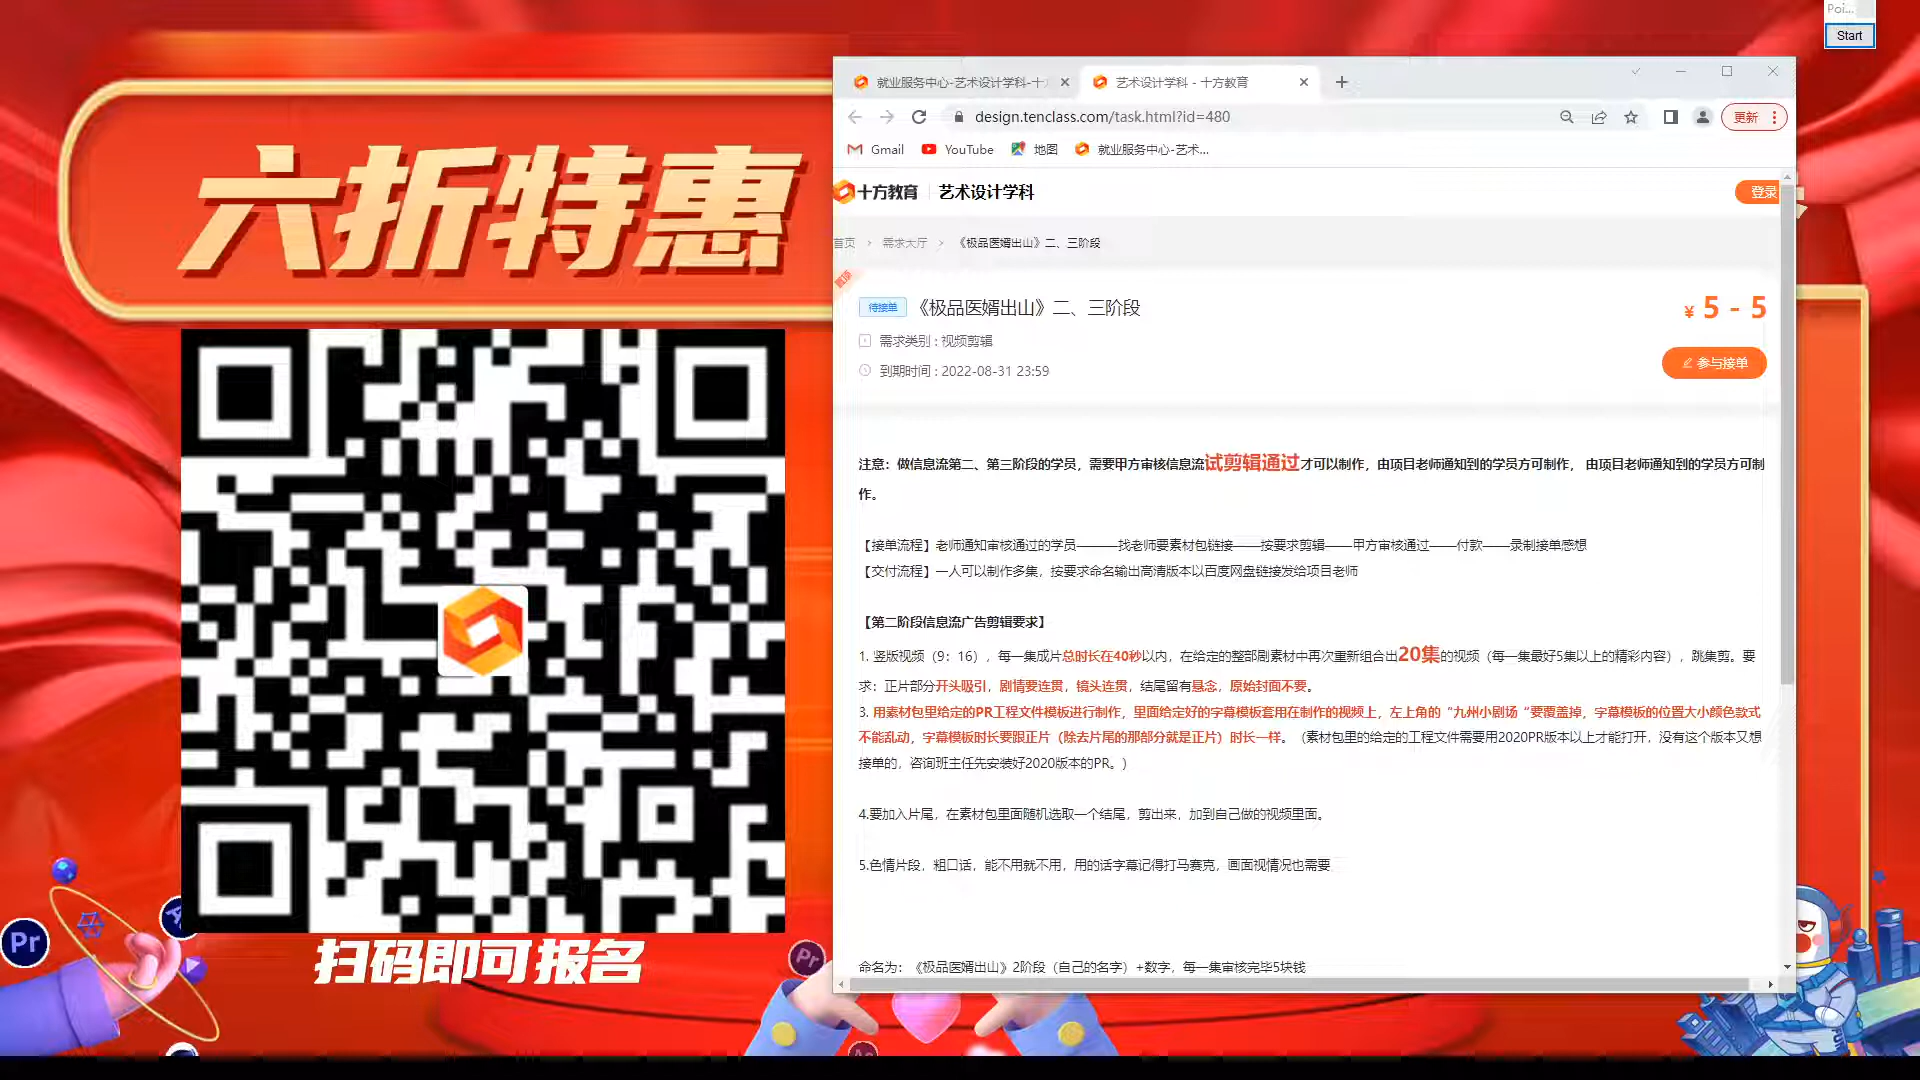 Poi...
Start
六折特惠
扫码即可报名
Pr
Pr
就业服务中心-艺术设计学科-十
艺术设计学科 - 十方教育
design.tenclass.com/task.html?id=480
更新
Gmail
YouTube
地图
就业服务中心-艺术...
十方教育
艺术设计学科
登录
首页 > 需求大厅 > 《极品医婿出山》二、三阶段
置顶
待接单
《极品医婿出山》二、三阶段
¥ 5 - 5
需求类别 : 视频剪辑
到期时间 : 2022-08-31 23:59
参与接单
注意：做信息流第二、第三阶段的学员，需要甲方审核信息流试剪辑通过才可以制作，由项目老师通知到的学员方可制作， 由项目老师通知到的学员方可制
作。
【接单流程】老师通知审核通过的学员———找老师要素材包链接——按要求剪辑——甲方审核通过——付款——录制接单感想
【交付流程】一人可以制作多集，按要求命名输出高清版本以百度网盘链接发给项目老师
【第二阶段信息流广告剪辑要求】
1. 竖版视频（9：16），每一集成片总时长在40秒以内，在给定的整部剧素材中再次重新组合出20集的视频（每一集最好5集以上的精彩内容），跳集剪。要
求：正片部分开头吸引，剧情要连贯，镜头连贯，结尾留有悬念，原始封面不要。
3. 用素材包里给定的PR工程文件模板进行制作，里面给定好的字幕模板套用在制作的视频上，左上角的“九州小剧场 “要覆盖掉，字幕模板的位置大小颜色款式
不能乱动，字幕模板时长要跟正片（除去片尾的那部分就是正片）时长一样。（素材包里的给定的工程文件需要用2020PR版本以上才能打开，没有这个版本又想
接单的，咨询班主任先安装好2020版本的PR。）
4.要加入片尾，在素材包里面随机选取一个结尾，剪出来，加到自己做的视频里面。
5.色情片段，粗口话，能不用就不用，用的话字幕记得打马赛克，画面视情况也需要
命名为：《极品医婿出山》2阶段（自己的名字）+数字，每一集审核完毕5块钱